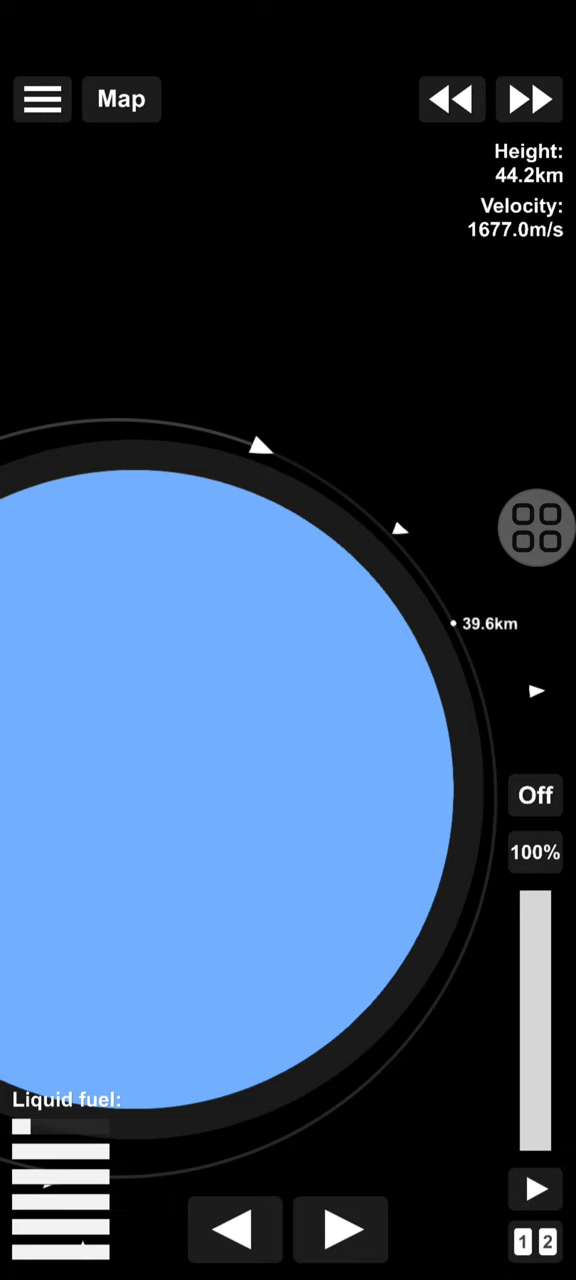 Map
Height:
44.2km
Velocity:
1677.0m/s
39.6km
Off
100%
Liquid fuel:
1 2